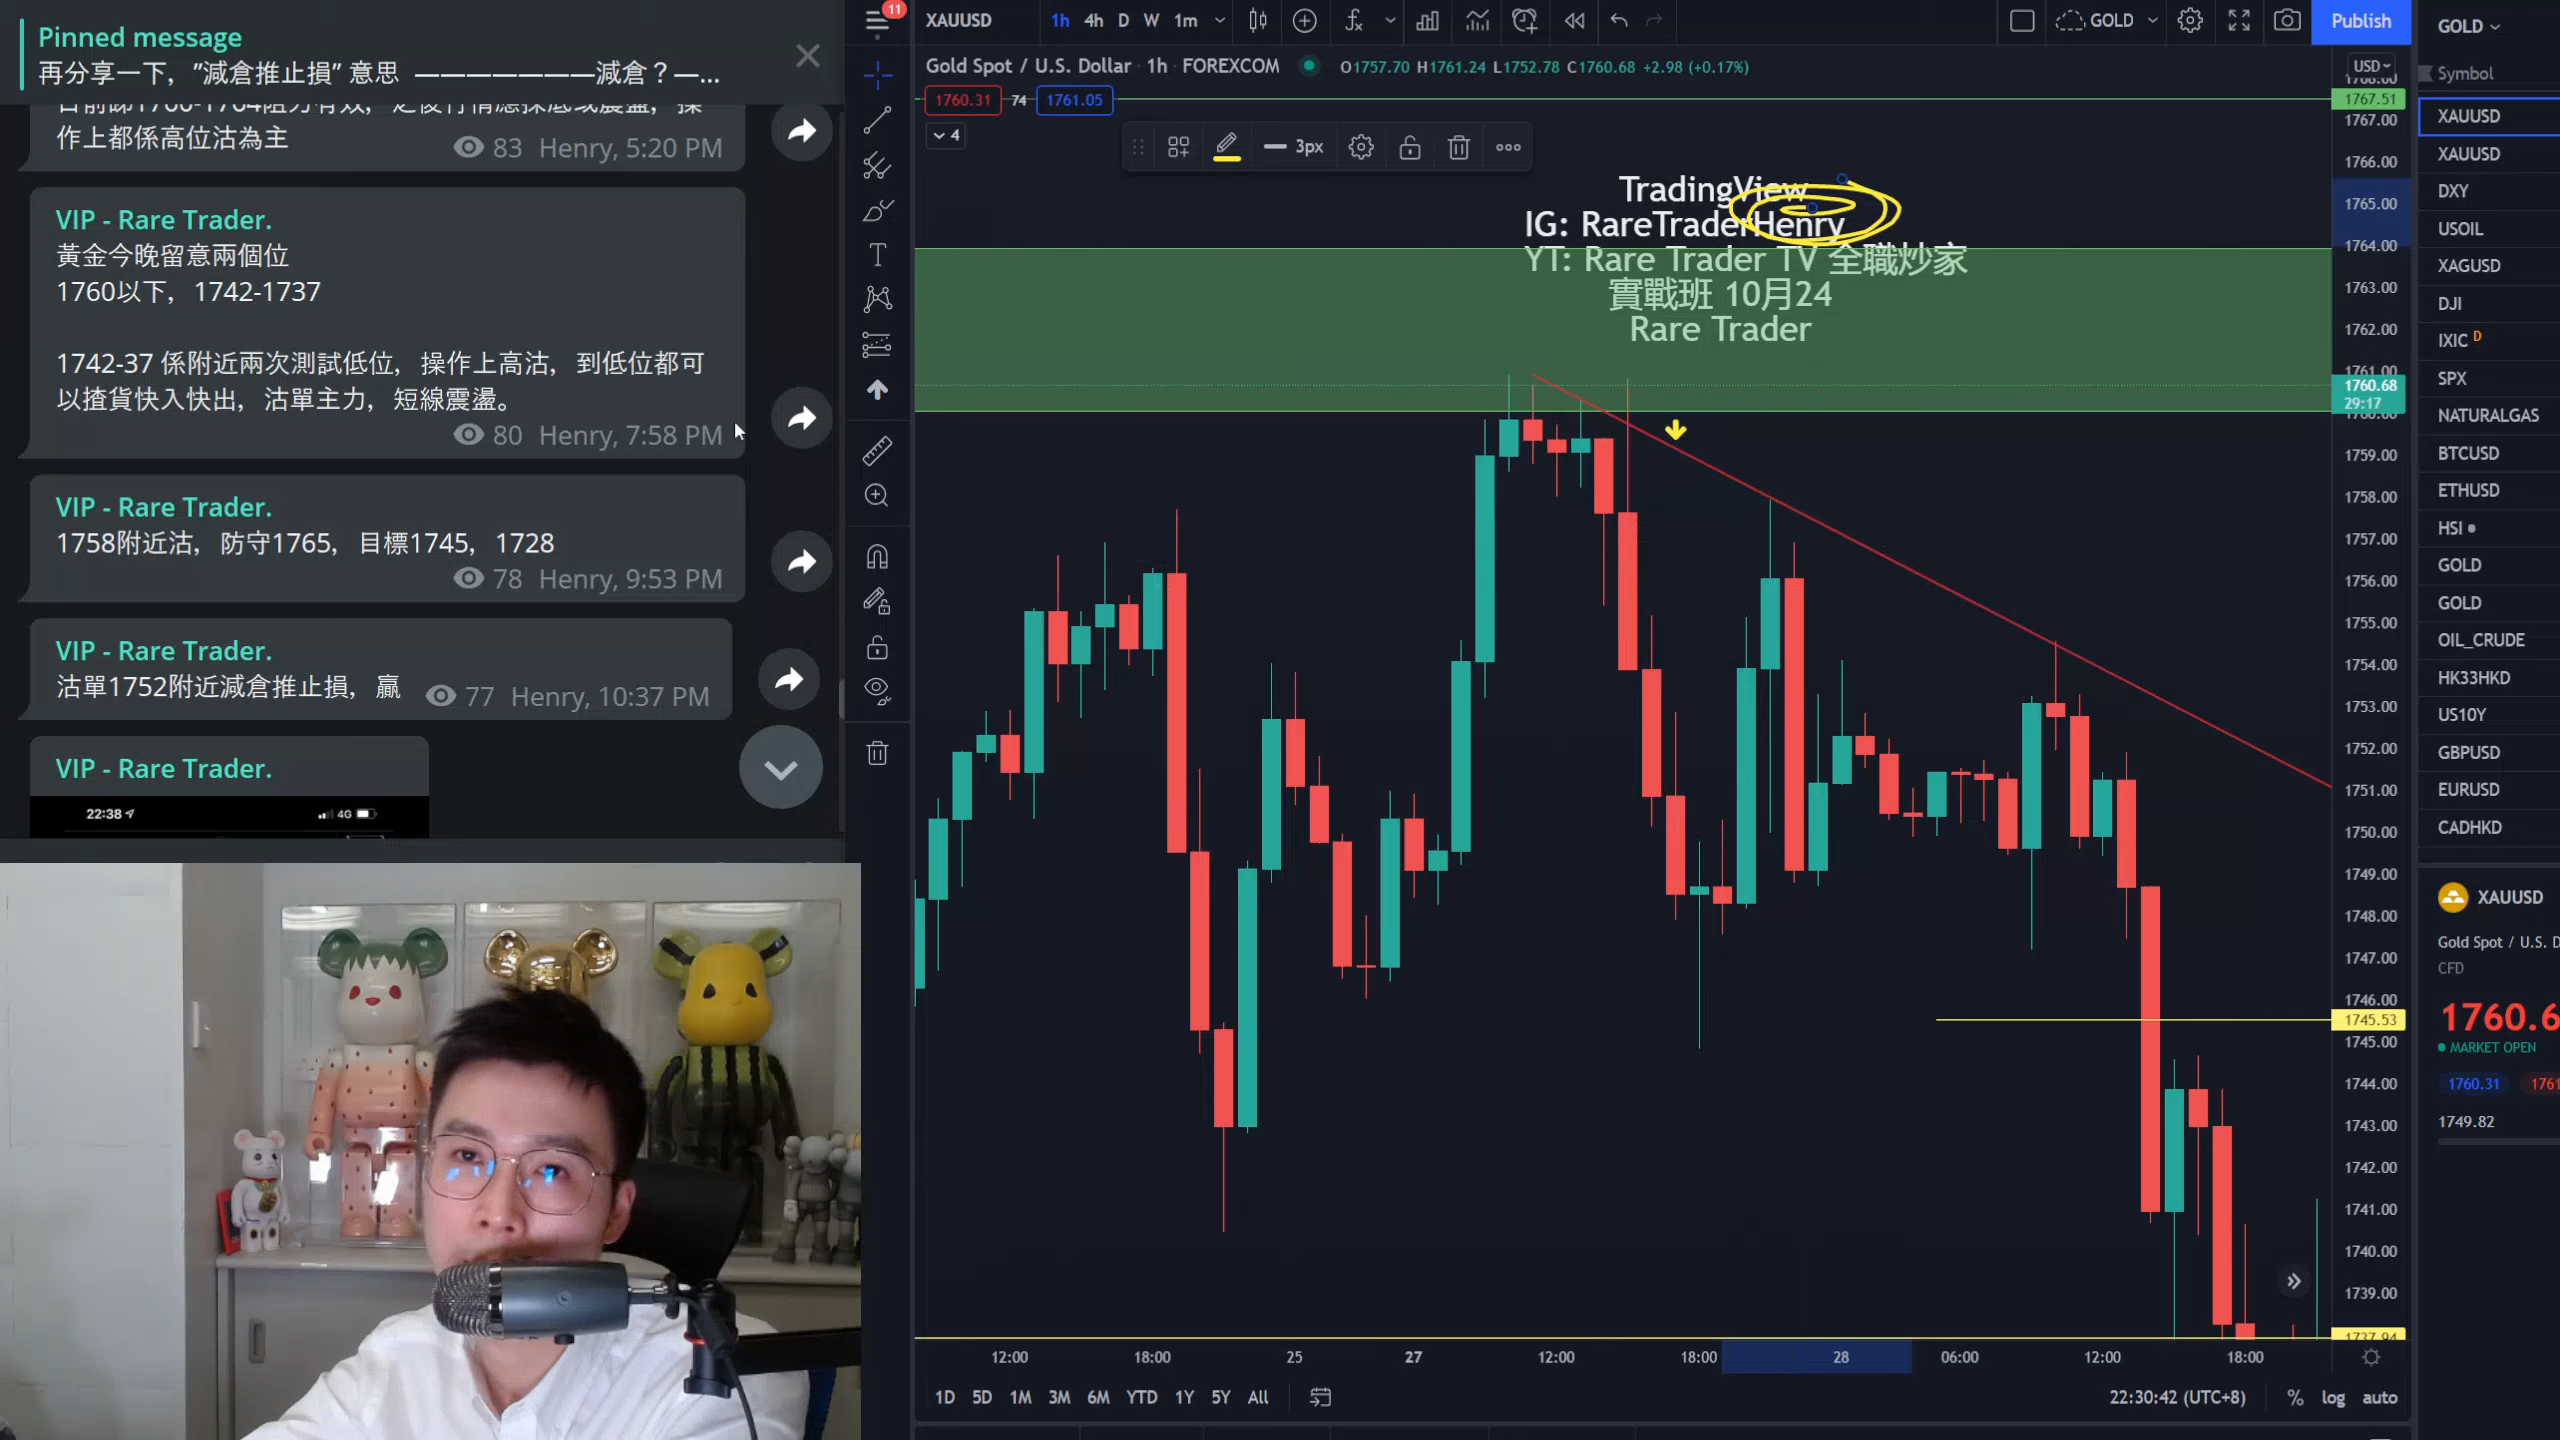 Pinned message
再分享一下，"減倉推止損" 意思 ———————減倉？—...
作上都係高位沽為主
83 Henry, 5:20 PM
VIP - Rare Trader.
黃金今晚留意兩個位
1760以下，1742-1737
1742-37 係附近兩次測試低位，操作上高沽，到低位都可
以揸貨快入快出，沽單主力，短線震盪。
80 Henry, 7:58 PM
VIP - Rare Trader.
1758附近沽，防守1765，目標1745，1728
78 Henry, 9:53 PM
VIP - Rare Trader.
沽單1752附近減倉推止損，贏
77 Henry, 10:37 PM
VIP - Rare Trader.
22:38
4G
11
XAUUSD 1h 4h D W 1m
GOLD
Publish
Gold Spot / U.S. Dollar · 1h · FOREXCOM O1757.70 H1761.24 L1752.78 C1760.68 +2.98 (+0.17%)
1760.31 74 1761.05
4
3px
TradingView
IG: RareTraderHenry
YT: Rare Trader TV 全職炒家
實戰班 10月24
Rare Trader
USD
1767.51
1767.00
1766.00
1765.00
1764.00
1763.00
1762.00
1761.00
1760.68
29:17
1759.00
1758.00
1757.00
1756.00
1755.00
1754.00
1753.00
1752.00
1751.00
1750.00
1749.00
1748.00
1747.00
1746.00
1745.53
1745.00
1744.00
1743.00
1742.00
1741.00
1740.00
1739.00
1737.94
12:00 18:00 25 27 12:00 18:00 28 06:00 12:00 18:00
1D 5D 1M 3M 6M YTD 1Y 5Y All
22:30:42 (UTC+8) % log auto
GOLD
Symbol
XAUUSD
XAUUSD
DXY
USOIL
XAGUSD
DJI
IXIC D
SPX
NATURALGAS
BTCUSD
ETHUSD
HSI
GOLD
GOLD
OIL_CRUDE
HK33HKD
US10Y
GBPUSD
EURUSD
CADHKD
XAUUSD
Gold Spot / U.S. D
CFD
1760.6
MARKET OPEN
1760.31 1761
1749.82